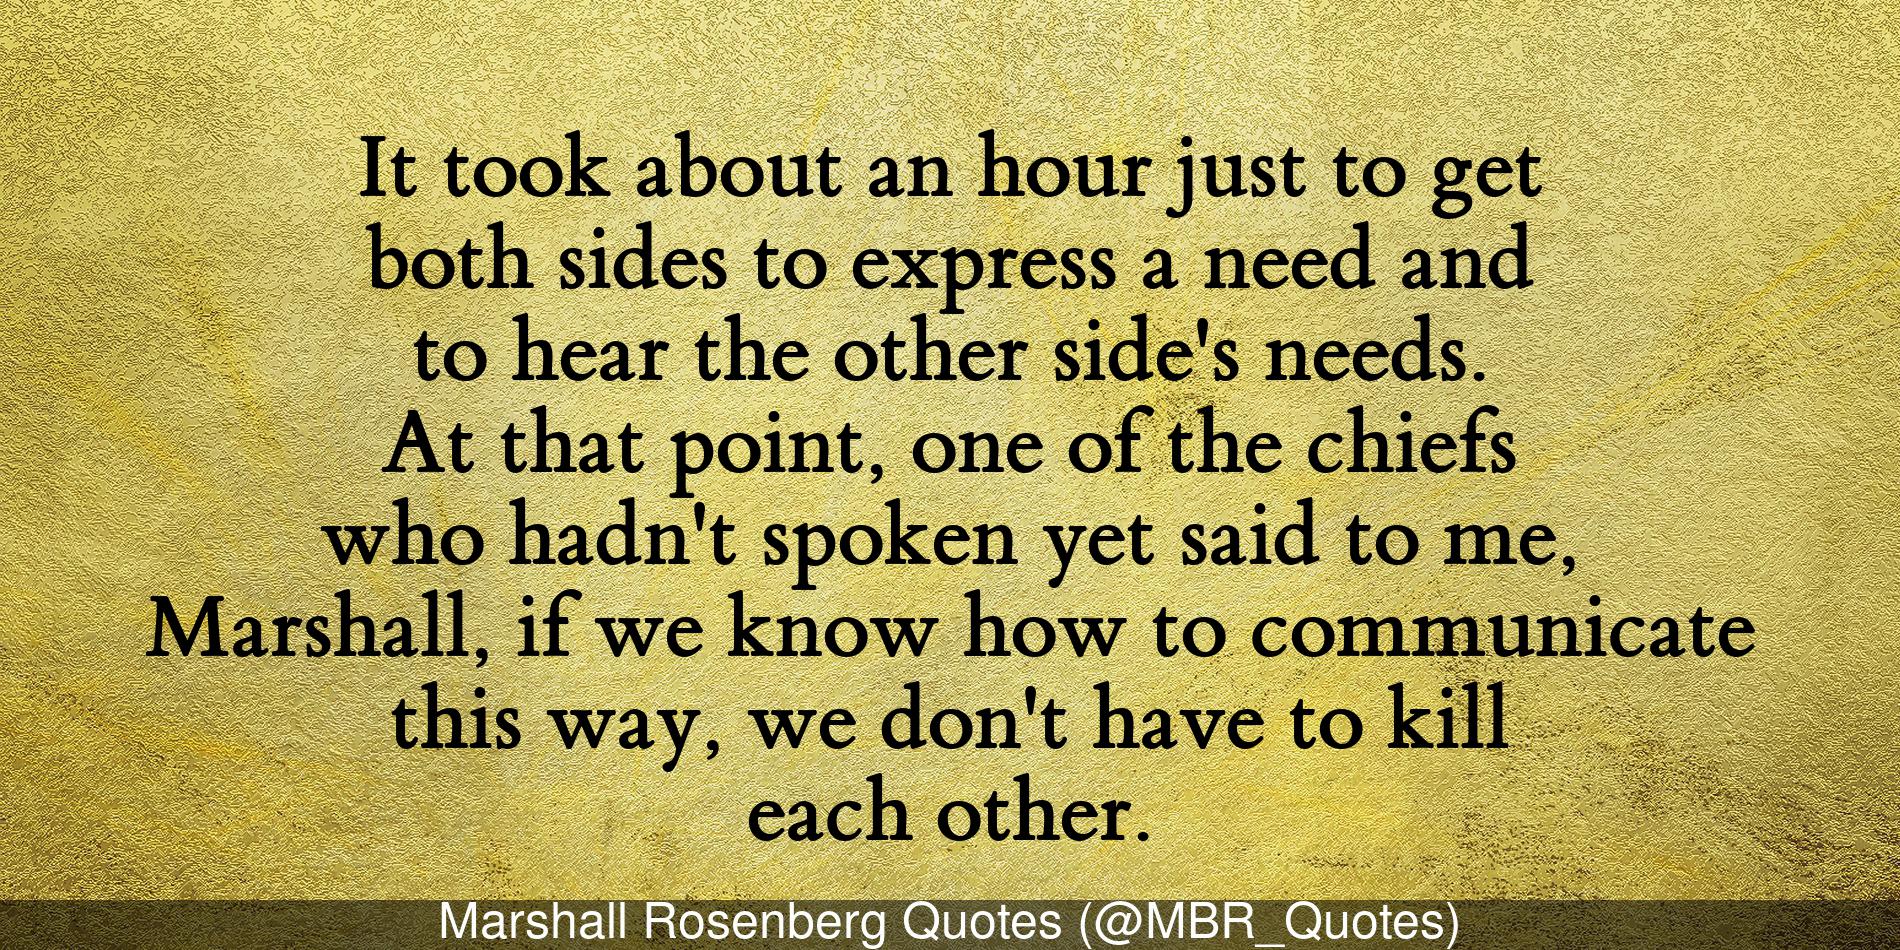 It took about an hour just to get
both sides to express a need and
to hear the other side's needs.
At that point, one of the chiefs
who hadn't spoken yet said to me,
Marshall, if we know how to communicate
this way, we don't have to kill
each other.
Marshall Rosenberg Quotes (@MBR_Quotes)